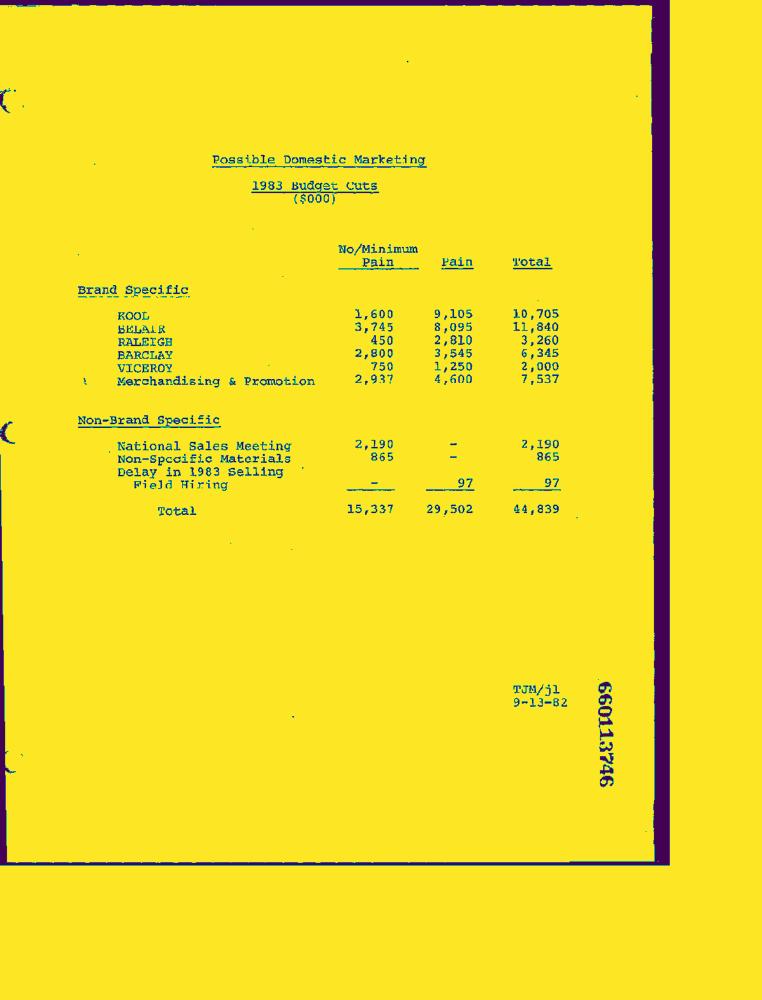 Possible Domestic Marketing
1983 Budget Cuts
($000)
No/Minimum
Pain Pain Total
Brand Specific
KOOL 1,600 9,105 10,705
BELAIR 3,745 8,095 11,840
RALEIGH 450 2,810 3,260
BARCLAY 2,800 3,545 6,345
VICEROY 750 1,250 2,000
Merchandising & Promotion 2,937 4,600 7,537
Non-Brand Specific
National Sales Meeting 2,190 - 2,190
Non-Specific Materials 865 - 865
Delay in 1983 Selling
Field Hiring - 97 97
Total 15,337 29,502 44,839
TJM/jl
9-13-82
660113746